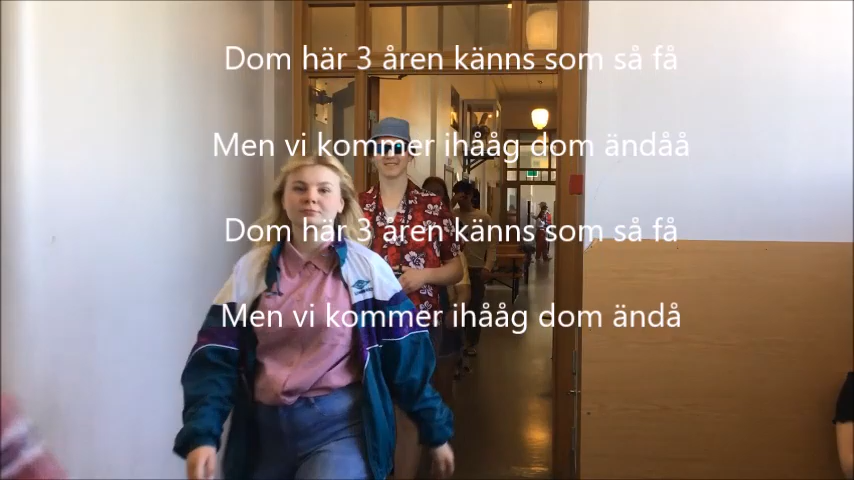 Dom här 3 åren känns som så få
Men vi kommer ihååg dom ändåå
Dom här 3 åren känns som så få
Men vi kommer ihååg dom ändå